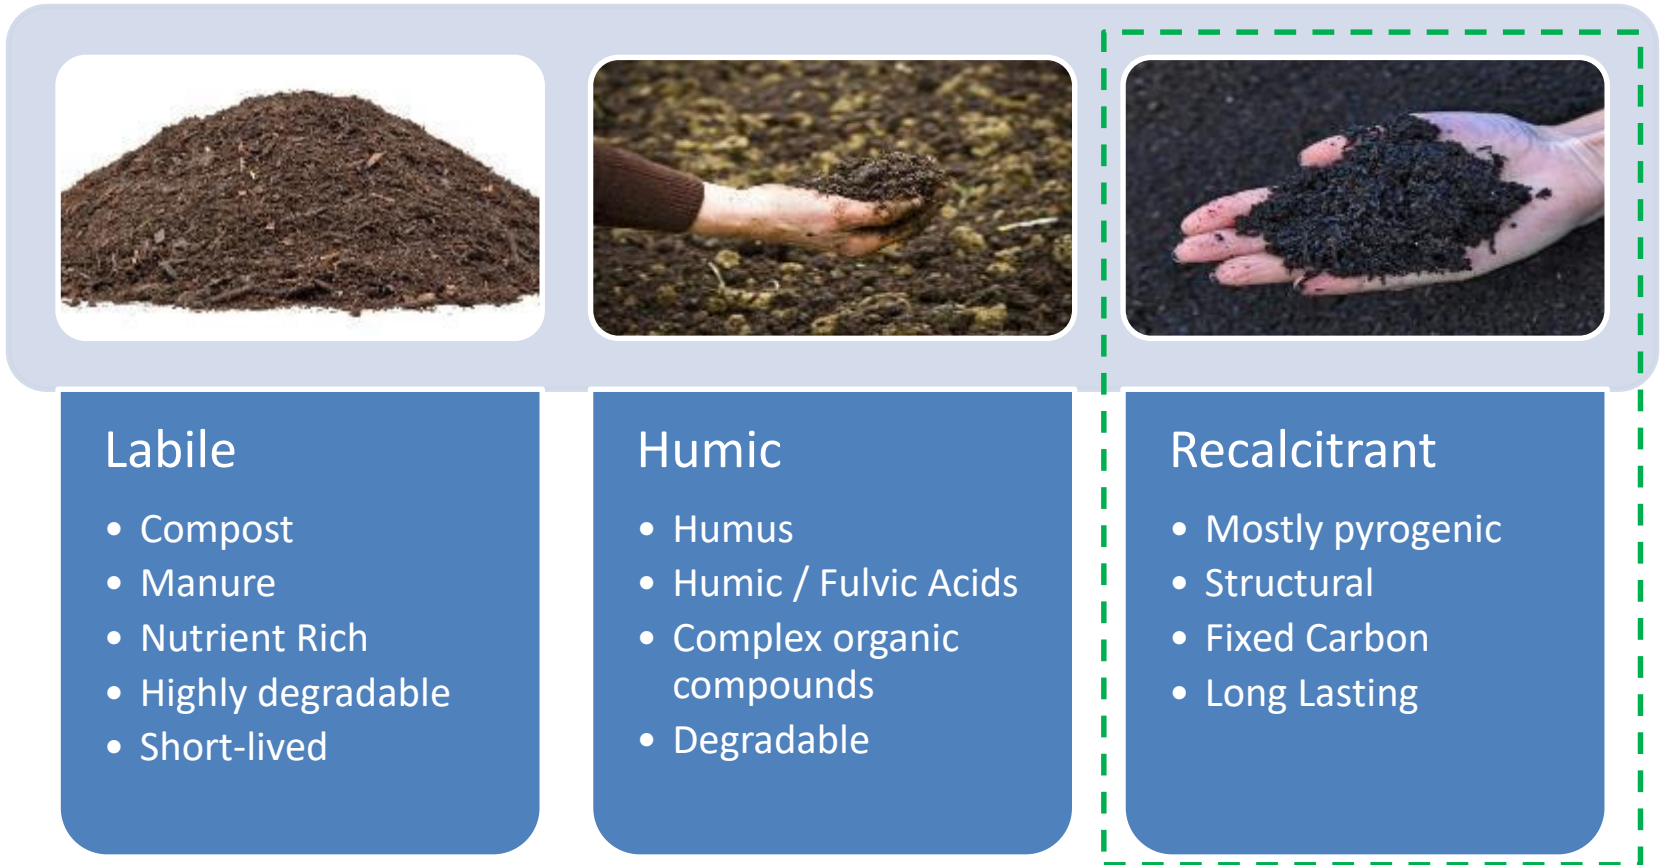 Labile
• Compost
• Manure
• Nutrient Rich
• Highly degradable
• Short-lived
Humic
• Humus
• Humic / Fulvic Acids
• Complex organic
compounds
• Degradable
Recalcitrant
• Mostly pyrogenic
• Structural
• Fixed Carbon
• Long Lasting